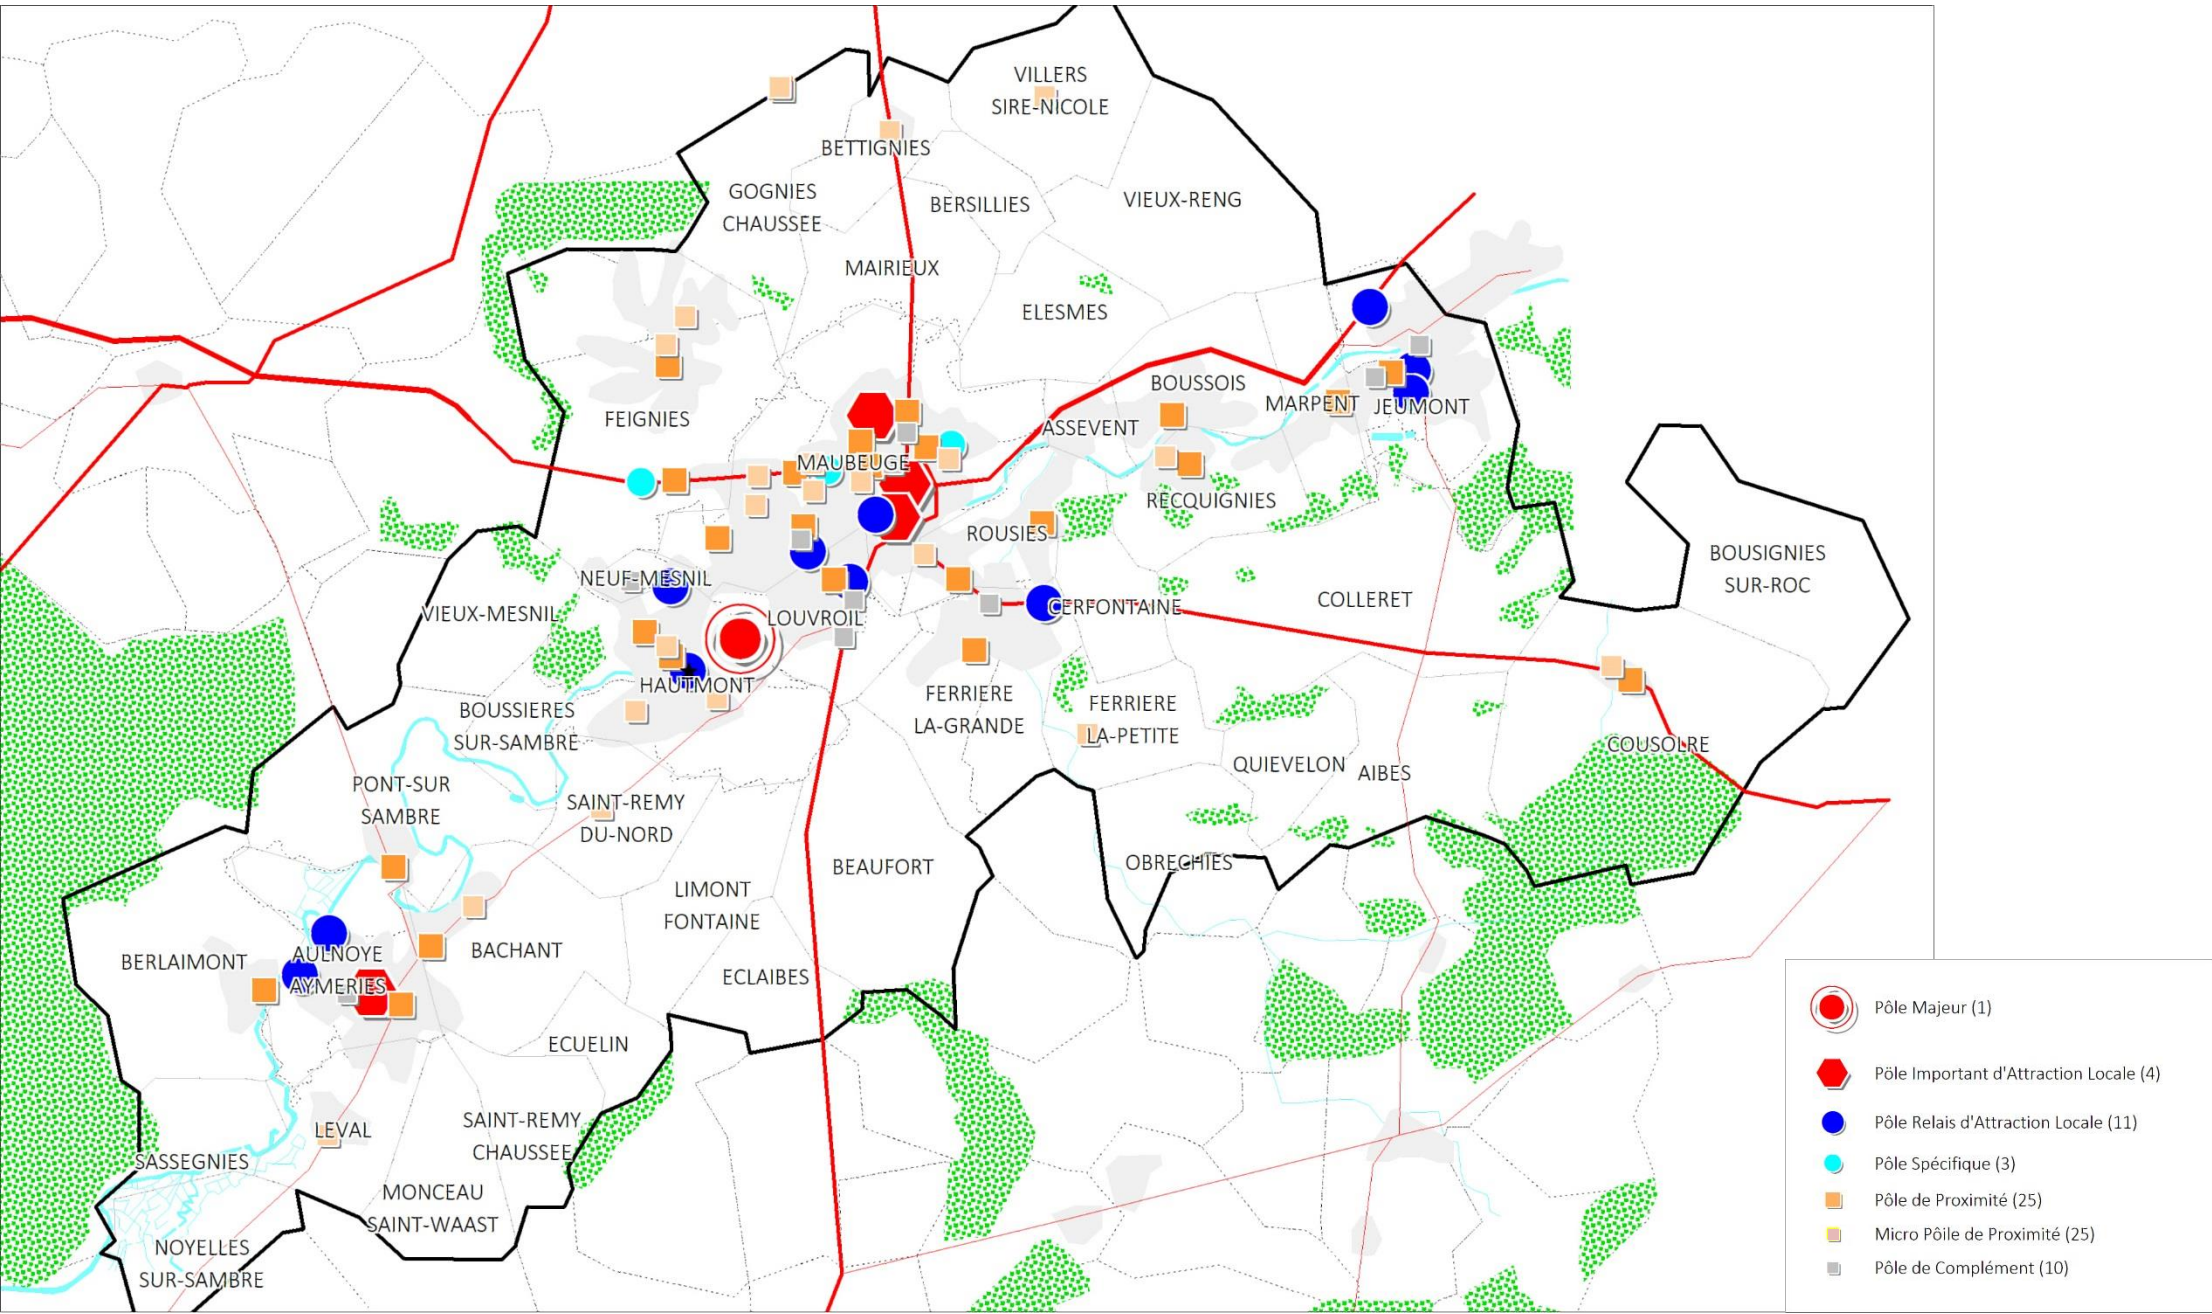 VILLERS
SIRE-NICOLE
BETTIGNIES
GOGNIES
CHAUSSEE
BERSILLIES
VIEUX-RENG
MAIRIEUX
ELESMES
FEIGNIES
BOUSSOIS
MARPENT
JEUMONT
ASSEVENT
MAUBEUGE
RECQUIGNIES
ROUSIES
BOUSIGNIES
SUR-ROC
NEUF-MESNIL
VIEUX-MESNIL
LOUVROIL
CERFONTAINE
COLLERET
HAUTMONT
BOUSSIERES
SUR-SAMBRE
FERRIERE
LA-GRANDE
FERRIERE
LA-PETITE
COUSOLRE
QUIEVELON
AIBES
PONT-SUR
SAMBRE
SAINT-REMY
DU-NORD
BEAUFORT
OBRECHIES
LIMONT
FONTAINE
BERLAIMONT
AULNOYE
AYMERIES
BACHANT
ECLAIBES
ECUELIN
LEVAL
SAINT-REMY
CHAUSSEE
SASSEGNIES
MONCEAU
SAINT-WAAST
NOYELLES
SUR-SAMBRE
Pôle Majeur (1)
Pôle Important d'Attraction Locale (4)
Pôle Relais d'Attraction Locale (11)
Pôle Spécifique (3)
Pôle de Proximité (25)
Micro Pôile de Proximité (25)
Pôle de Complément (10)